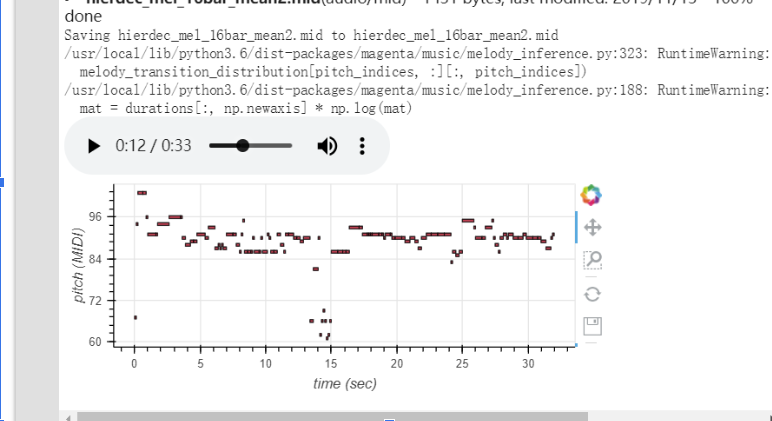 hierdec_mel_16bar_mean2.mid(audio/mid) - 1451 bytes, last modified: 2019/11/15 - 100%
done
Saving hierdec_mel_16bar_mean2.mid to hierdec_mel_16bar_mean2.mid
/usr/local/lib/python3.6/dist-packages/magenta/music/melody_inference.py:323: RuntimeWarning:
melody_transition_distribution[pitch_indices, :][:, pitch_indices])
/usr/local/lib/python3.6/dist-packages/magenta/music/melody_inference.py:188: RuntimeWarning:
mat = durations[:, np.newaxis] * np.log(mat)
0:12 / 0:33
96
84
72
60
pitch (MIDI)
0 5 10 15 20 25 30
time (sec)